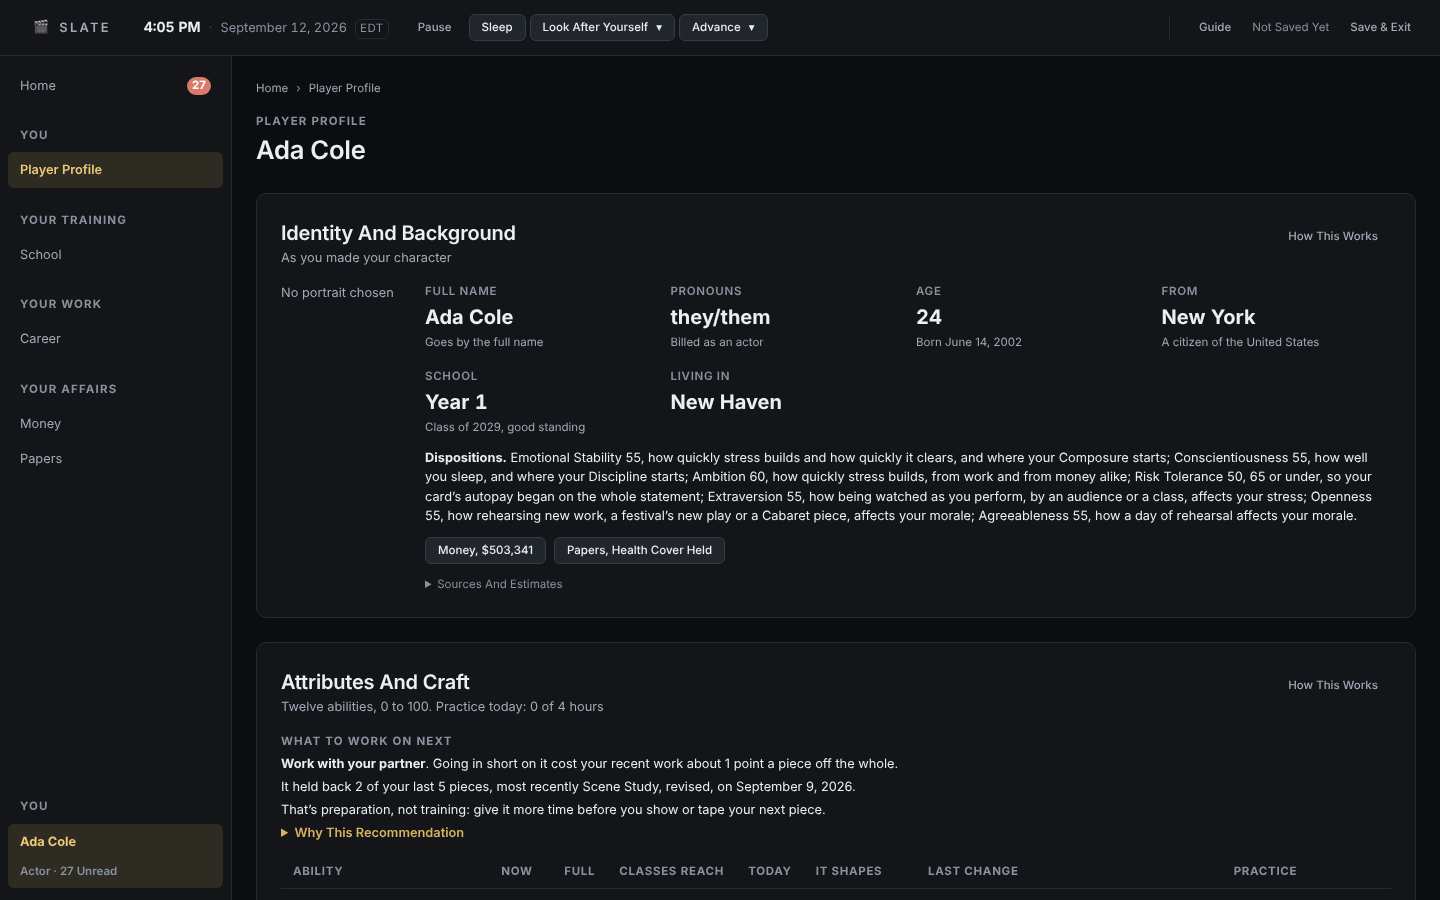 SLATE
4:05 PM · September 12, 2026 EDT
Pause
Sleep
Look After Yourself ▾
Advance ▾
Guide
Not Saved Yet
Save & Exit
Home
27
YOU
Player Profile
YOUR TRAINING
School
YOUR WORK
Career
YOUR AFFAIRS
Money
Papers
YOU
Ada Cole
Actor · 27 Unread
Home › Player Profile
PLAYER PROFILE
Ada Cole
Identity And Background
How This Works
As you made your character
No portrait chosen
FULL NAME
Ada Cole
Goes by the full name
PRONOUNS
they/them
Billed as an actor
AGE
24
Born June 14, 2002
FROM
New York
A citizen of the United States
SCHOOL
Year 1
Class of 2029, good standing
LIVING IN
New Haven
Dispositions. Emotional Stability 55, how quickly stress builds and how quickly it clears, and where your Composure starts; Conscientiousness 55, how well
you sleep, and where your Discipline starts; Ambition 60, how quickly stress builds, from work and from money alike; Risk Tolerance 50, 65 or under, so your
card's autopay began on the whole statement; Extraversion 55, how being watched as you perform, by an audience or a class, affects your stress; Openness
55, how rehearsing new work, a festival's new play or a Cabaret piece, affects your morale; Agreeableness 55, how a day of rehearsal affects your morale.
Money, $503,341
Papers, Health Cover Held
▶ Sources And Estimates
Attributes And Craft
How This Works
Twelve abilities, 0 to 100. Practice today: 0 of 4 hours
WHAT TO WORK ON NEXT
Work with your partner. Going in short on it cost your recent work about 1 point a piece off the whole.
It held back 2 of your last 5 pieces, most recently Scene Study, revised, on September 9, 2026.
That's preparation, not training: give it more time before you show or tape your next piece.
▶ Why This Recommendation
ABILITY NOW FULL CLASSES REACH TODAY IT SHAPES LAST CHANGE PRACTICE